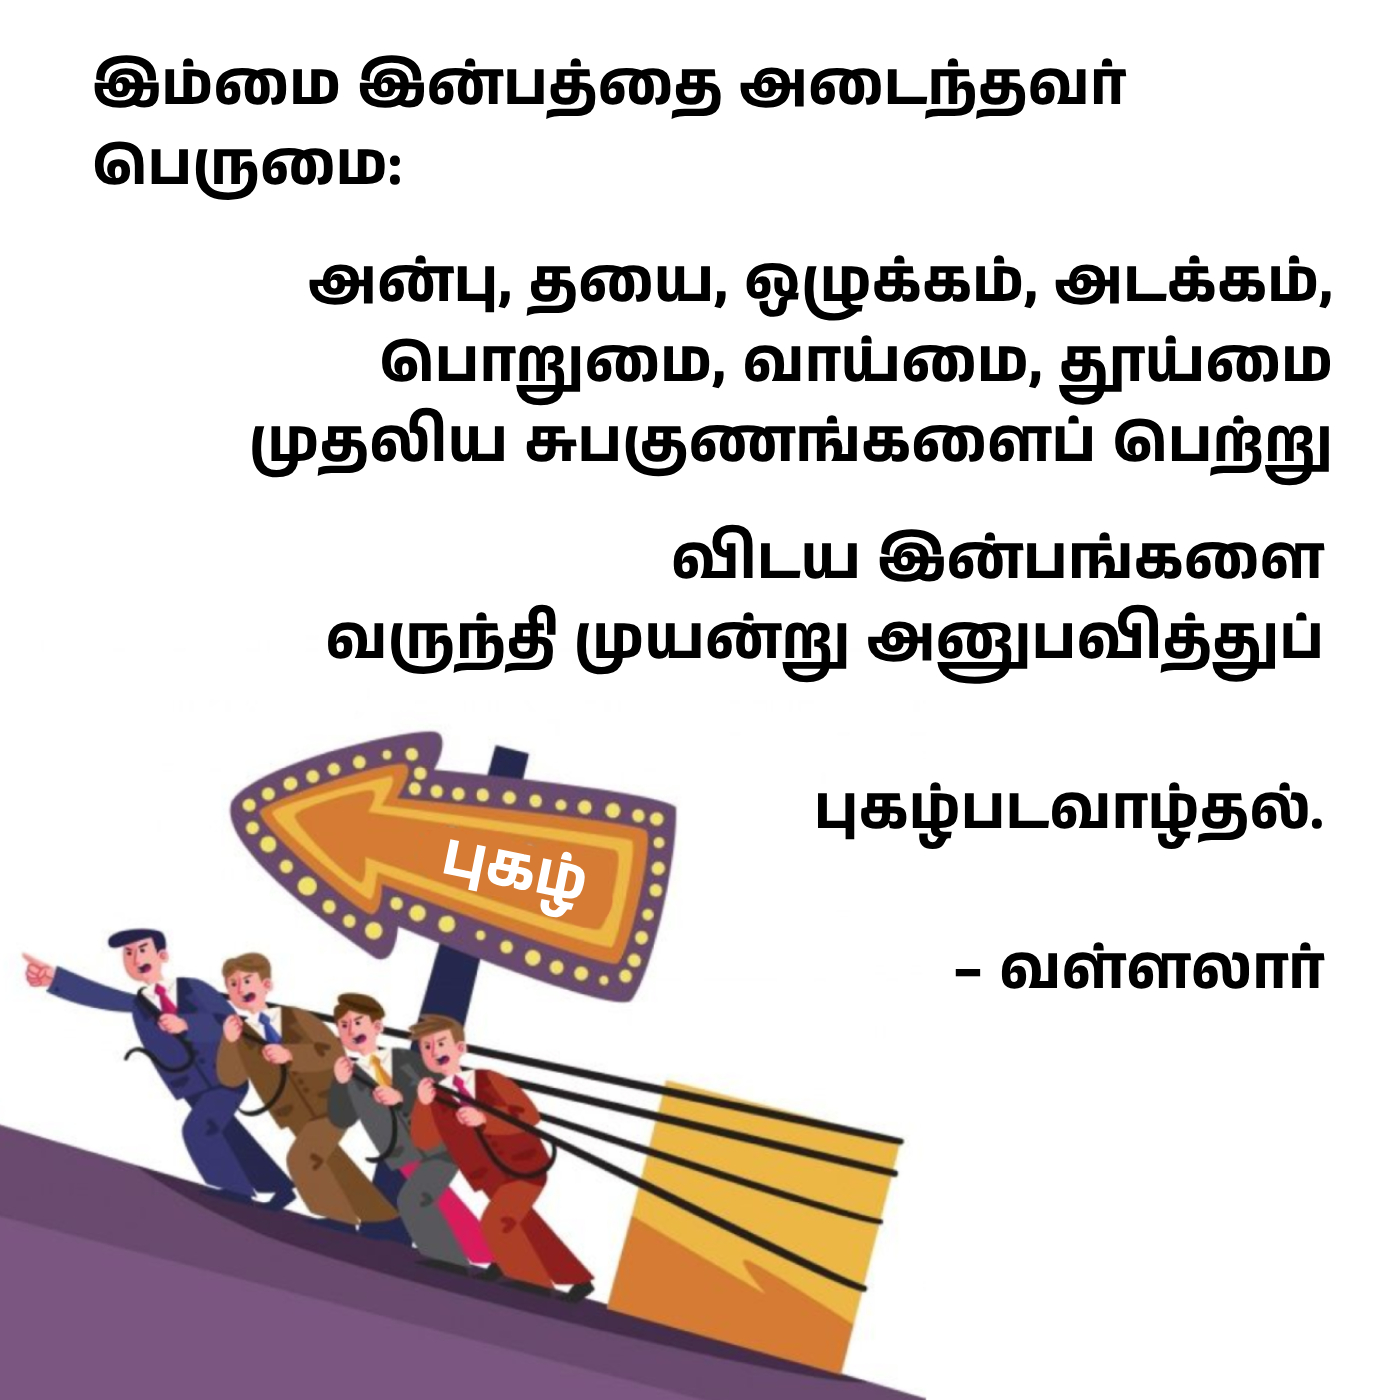 இம்மை இன்பத்தை அடைந்தவர்
பெருமை:
அன்பு, தயை, ஒழுக்கம், அடக்கம்,
பொறுமை, வாய்மை, தூய்மை
முதலிய சுபகுணங்களைப் பெற்று
விடய இன்பங்களை
வருந்தி முயன்று அனுபவித்துப்
புகழ்படவாழ்தல்.
புகழ்
– வள்ளலார்